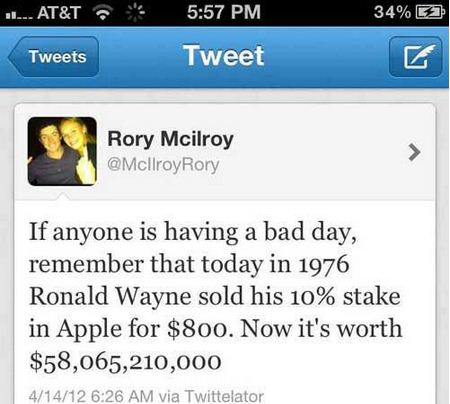 AT&T 5:57 PM 34%
Tweets Tweet
Rory Mcilroy
@McIlroyRory
If anyone is having a bad day,
remember that today in 1976
Ronald Wayne sold his 10% stake
in Apple for $800. Now it's worth
$58,065,210,000
4/14/12 6:26 AM via Twittelator